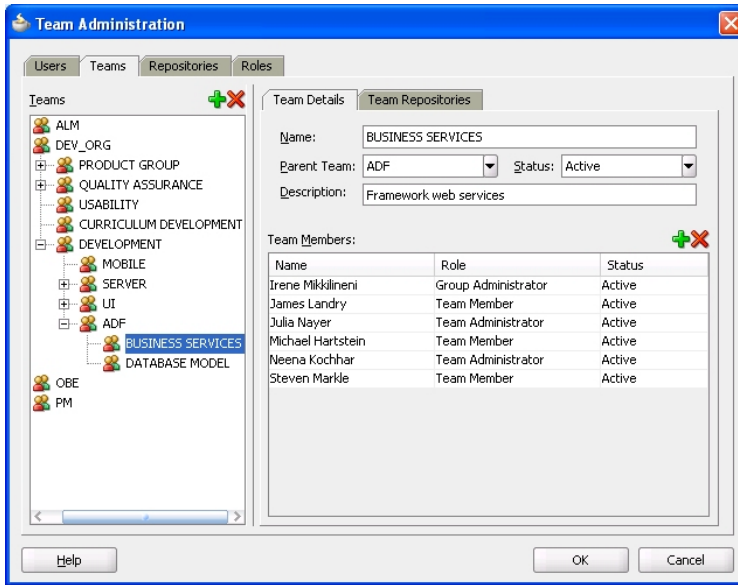 Team Administration
Users Teams Repositories Roles
Teams
ALM
DEV_ORG
PRODUCT GROUP
QUALITY ASSURANCE
USABILITY
CURRICULUM DEVELOPMENT
DEVELOPMENT
MOBILE
SERVER
UI
ADF
BUSINESS SERVICES
DATABASE MODEL
OBE
PM
Team Details Team Repositories
Name: BUSINESS SERVICES
Parent Team: ADF Status: Active
Description: Framework web services
Team Members:
Name Role Status
Irene Mikkilineni Group Administrator Active
James Landry Team Member Active
Julia Nayer Team Administrator Active
Michael Hartstein Team Member Active
Neena Kochhar Team Administrator Active
Steven Markle Team Member Active
Help OK Cancel